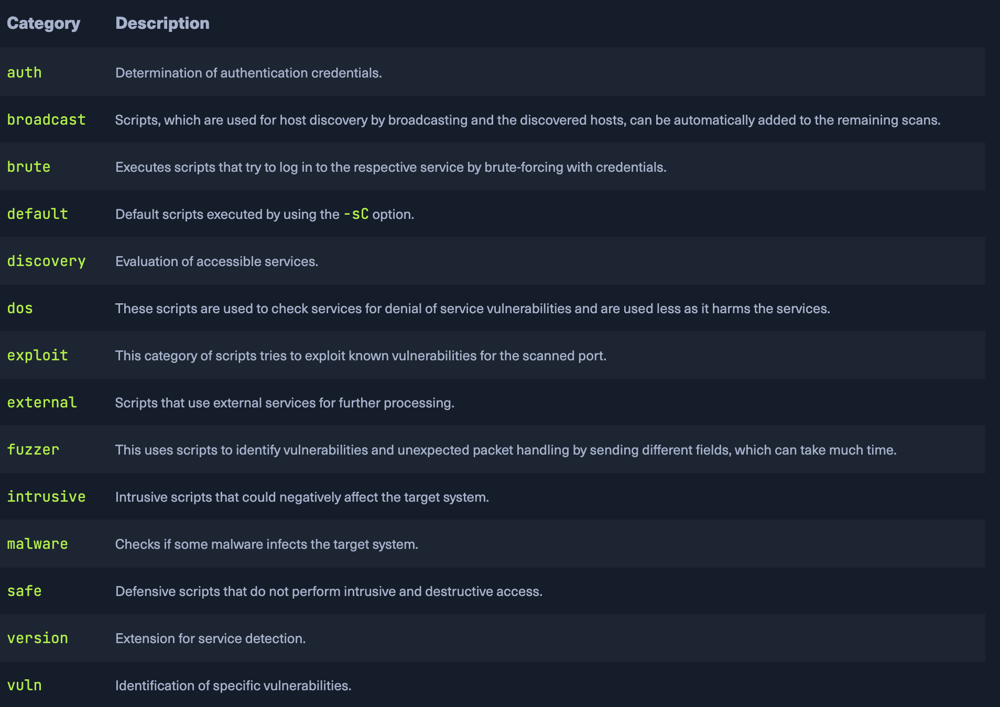 Category Description
auth Determination of authentication credentials.
broadcast Scripts, which are used for host discovery by broadcasting and the discovered hosts, can be automatically added to the remaining scans.
brute Executes scripts that try to log in to the respective service by brute-forcing with credentials.
default Default scripts executed by using the -sC option.
discovery Evaluation of accessible services.
dos These scripts are used to check services for denial of service vulnerabilities and are used less as it harms the services.
exploit This category of scripts tries to exploit known vulnerabilities for the scanned port.
external Scripts that use external services for further processing.
fuzzer This uses scripts to identify vulnerabilities and unexpected packet handling by sending different fields, which can take much time.
intrusive Intrusive scripts that could negatively affect the target system.
malware Checks if some malware infects the target system.
safe Defensive scripts that do not perform intrusive and destructive access.
version Extension for service detection.
vuln Identification of specific vulnerabilities.